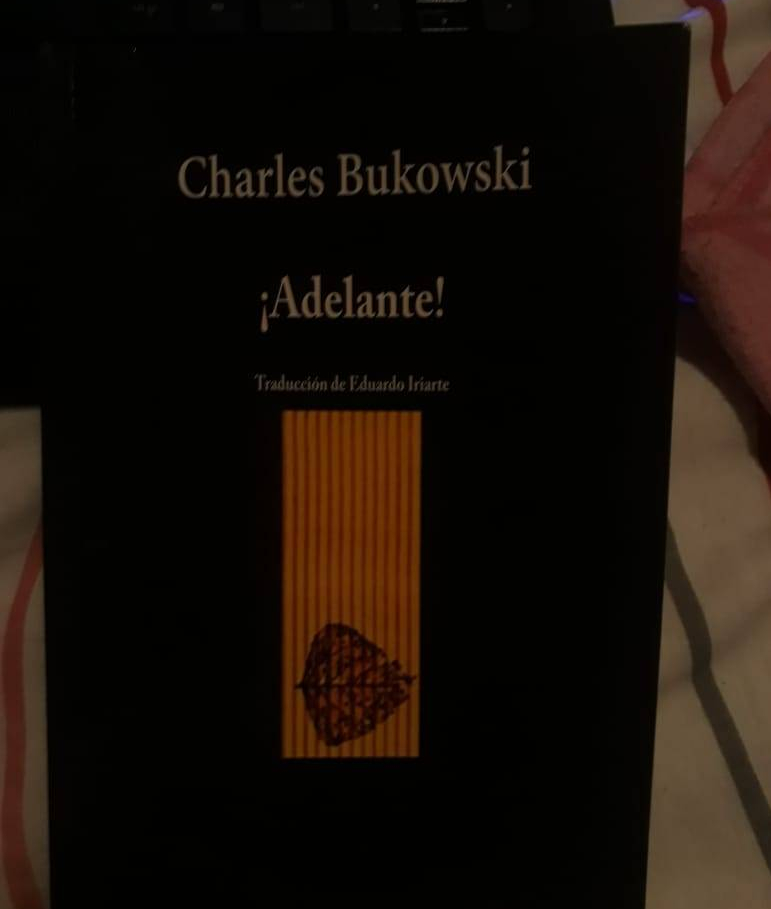 Charles Bukowski
¡Adelante!
Traducción de Eduardo Iriarte